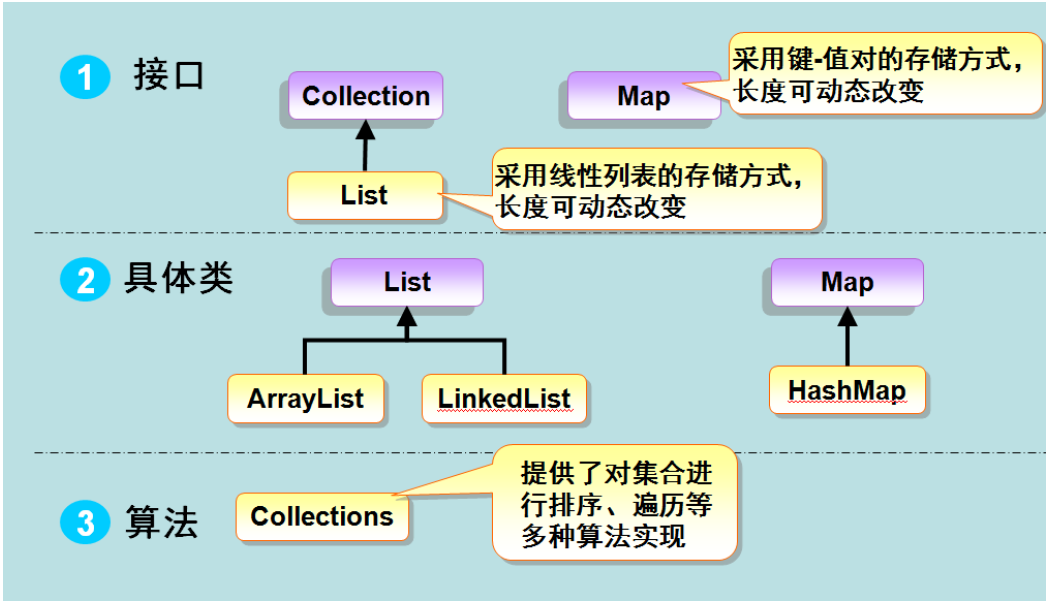 1 接口
Collection
Map
采用键-值对的存储方式，
长度可动态改变
List
采用线性列表的存储方式，
长度可动态改变
2 具体类
List
Map
ArrayList
LinkedList
HashMap
3 算法
Collections
提供了对集合进
行排序、遍历等
多种算法实现